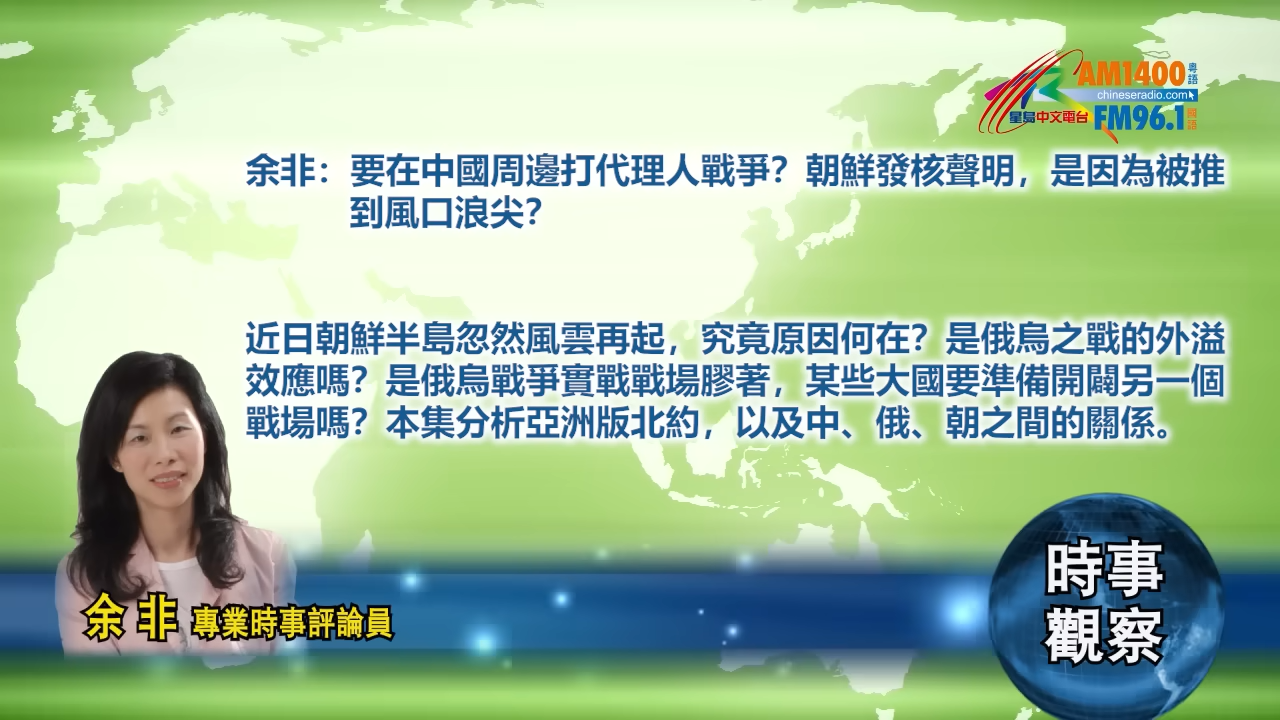 AM1400
粵語
chineseradio.com
星島中文電台
FM96.1
國語
余非：要在中國周邊打代理人戰爭？朝鮮發核聲明，是因為被推
到風口浪尖？
近日朝鮮半島忽然風雲再起，究竟原因何在？是俄烏之戰的外溢
效應嗎？是俄烏戰爭實戰戰場膠著，某些大國要準備開闢另一個
戰場嗎？本集分析亞洲版北約，以及中、俄、朝之間的關係。
余非 專業時事評論員
時事
觀察